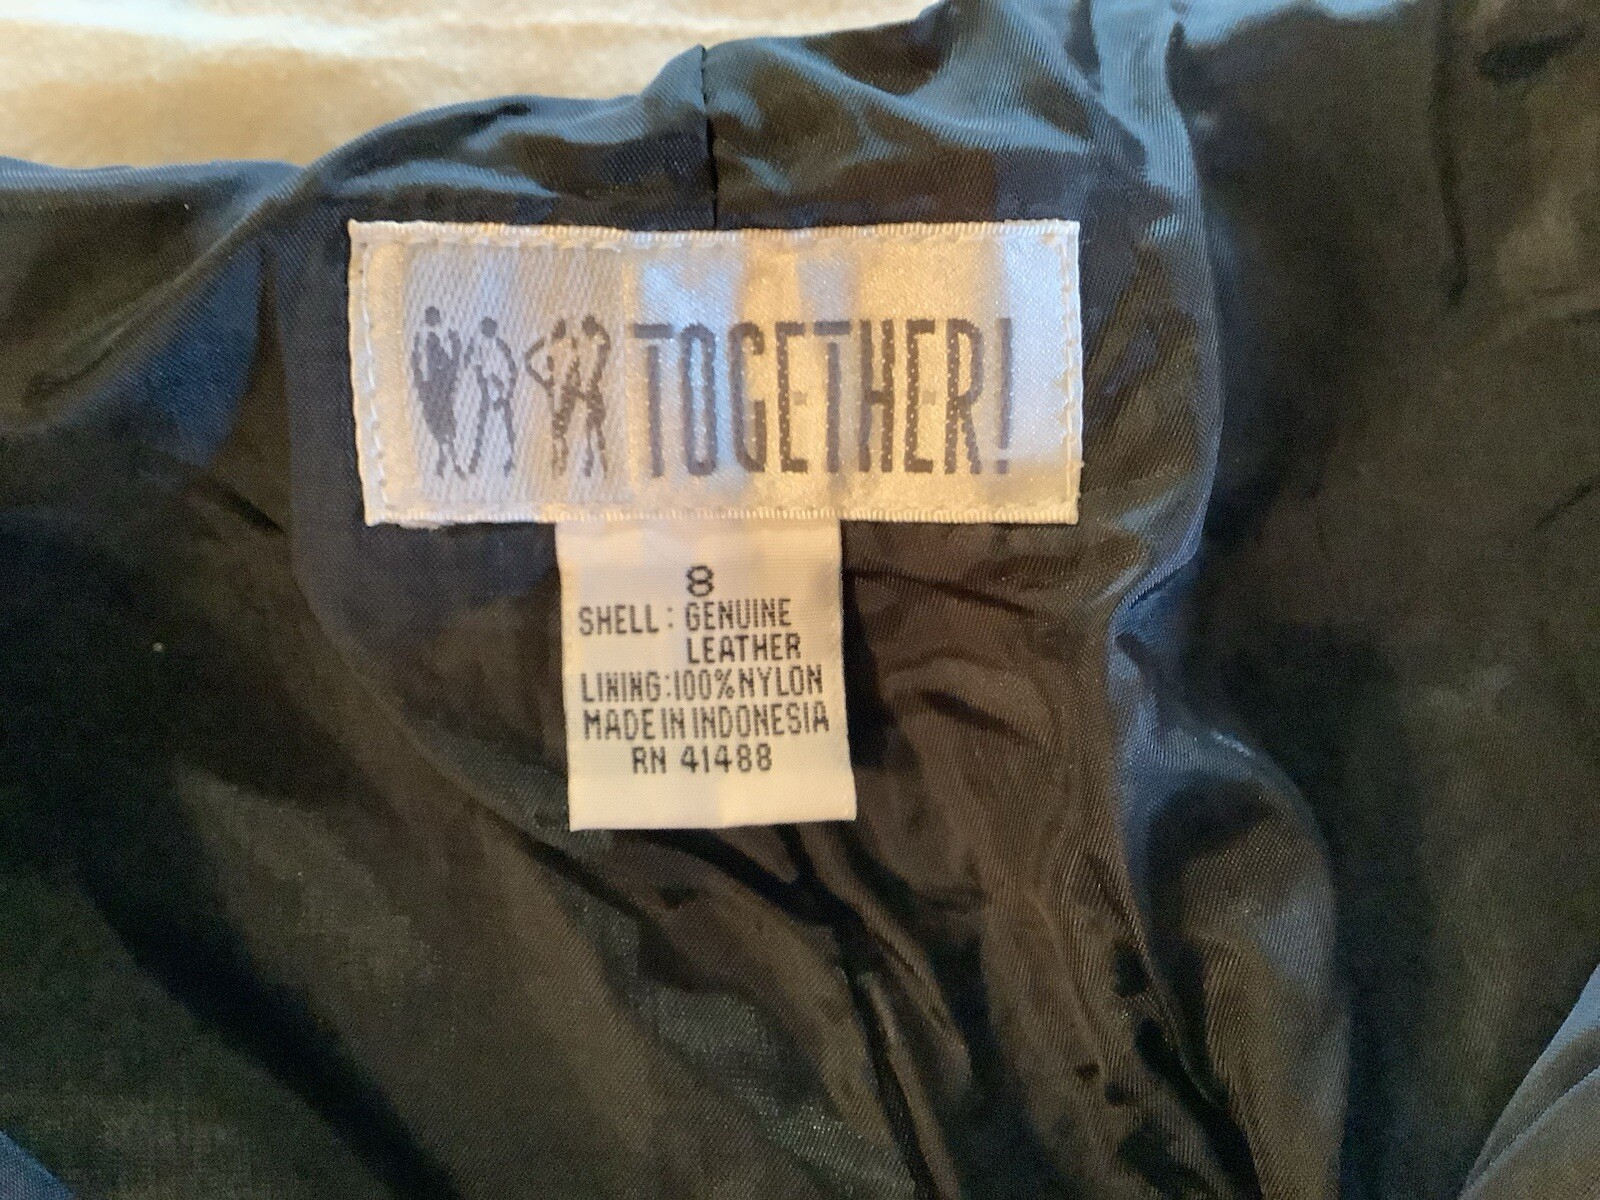 TOGETHER!
8
SHELL: GENUINE
LEATHER
LINING:100%NYLON
MADE IN INDONESIA
RN 41488